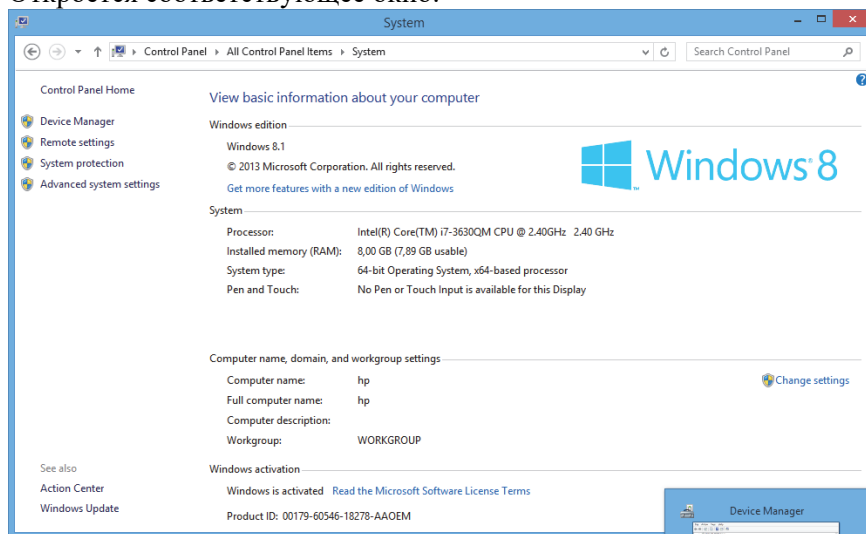 Откроется соответствующее окно:
System
Control Panel ▸ All Control Panel Items ▸ System
Search Control Panel
Control Panel Home
Device Manager
Remote settings
System protection
Advanced system settings
View basic information about your computer
Windows edition
Windows 8.1
© 2013 Microsoft Corporation. All rights reserved.
Get more features with a new edition of Windows
Windows 8
System
Processor: Intel(R) Core(TM) i7-3630QM CPU @ 2.40GHz 2.40 GHz
Installed memory (RAM): 8,00 GB (7,89 GB usable)
System type: 64-bit Operating System, x64-based processor
Pen and Touch: No Pen or Touch Input is available for this Display
Computer name, domain, and workgroup settings
Computer name: hp
Change settings
Full computer name: hp
Computer description:
Workgroup: WORKGROUP
See also
Action Center
Windows Update
Windows activation
Windows is activated Read the Microsoft Software License Terms
Product ID: 00179-60546-18278-AAOEM
Device Manager